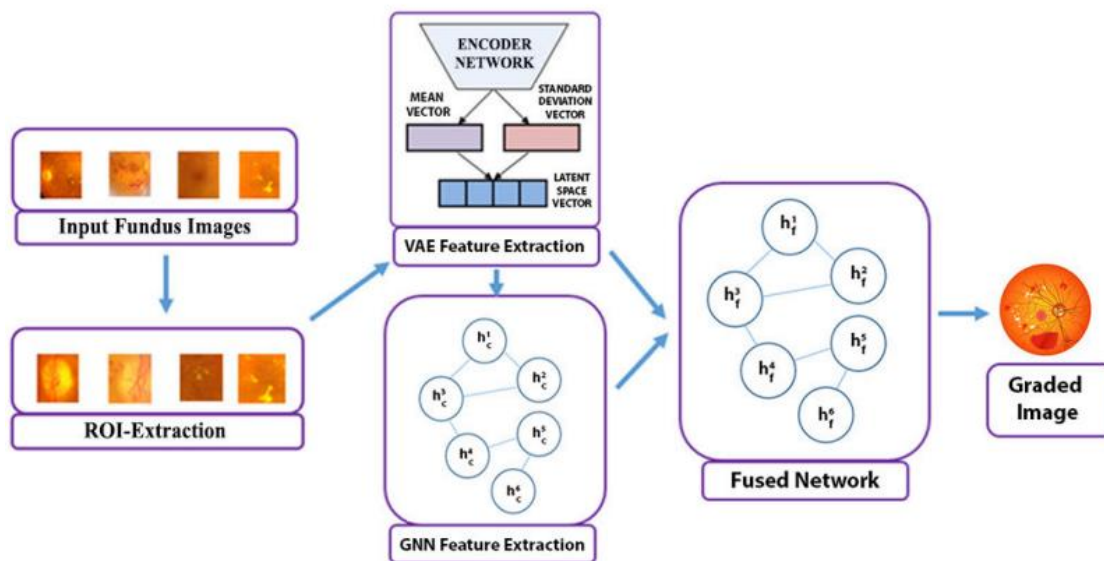 Input Fundus Images
ROI-Extraction
ENCODER
NETWORK
MEAN
VECTOR
STANDARD
DEVIATION
VECTOR
LATENT
SPACE
VECTOR
VAE Feature Extraction
h¹c
h²c
h³c
h⁴c
h⁵c
h⁶c
GNN Feature Extraction
h¹f
h²f
h³f
h⁴f
h⁵f
h⁶f
Fused Network
Graded
Image